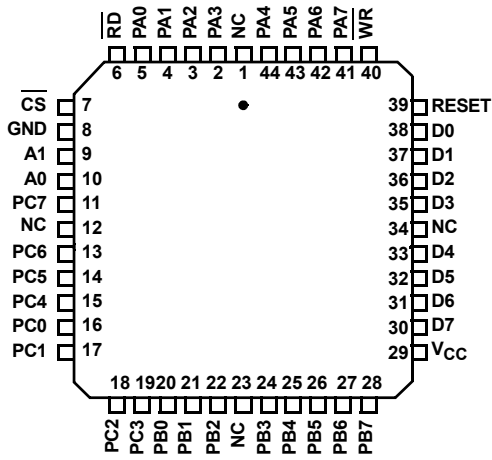 RD PA0 PA1 PA2 PA3 NC PA4 PA5 PA6 PA7 WR
6 5 4 3 2 1 44 43 42 41 40
CS 7 39 RESET
GND 8 38 D0
A1 9 37 D1
A0 10 36 D2
PC7 11 35 D3
NC 12 34 NC
PC6 13 33 D4
PC5 14 32 D5
PC4 15 31 D6
PC0 16 30 D7
PC1 17 29 VCC
18 19 20 21 22 23 24 25 26 27 28
PC2 PC3 PB0 PB1 PB2 NC PB3 PB4 PB5 PB6 PB7